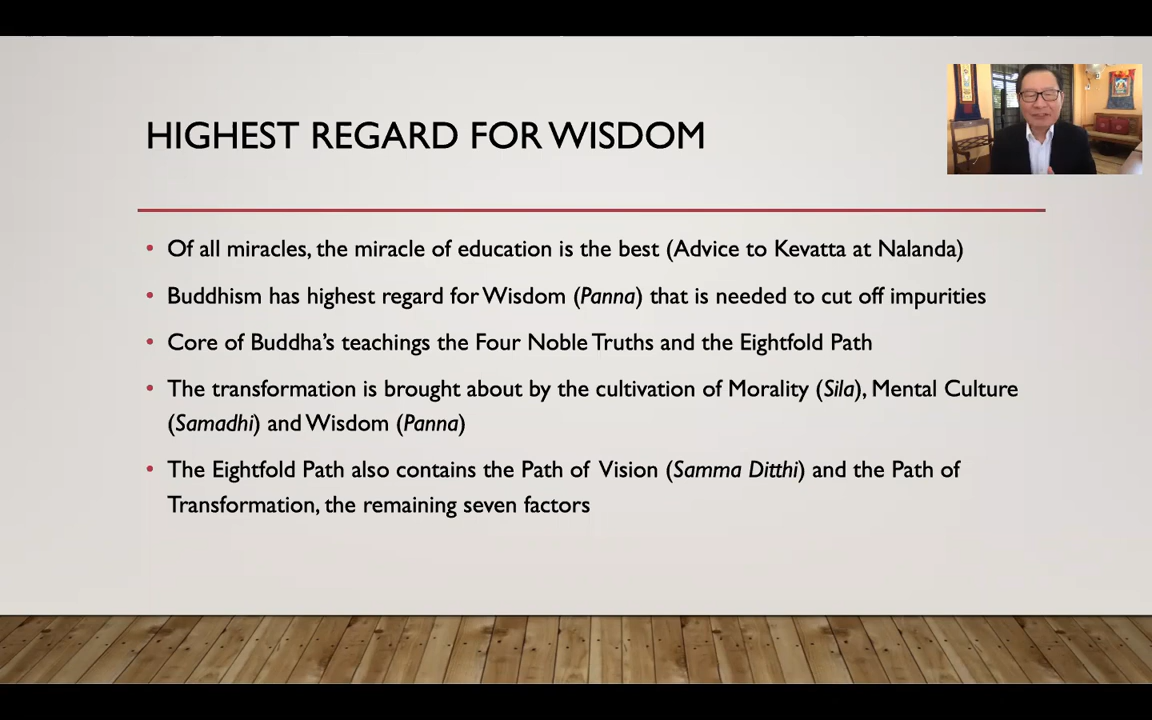 HIGHEST REGARD FOR WISDOM
• Of all miracles, the miracle of education is the best (Advice to Kevatta at Nalanda)
• Buddhism has highest regard for Wisdom (Panna) that is needed to cut off impurities
• Core of Buddha's teachings the Four Noble Truths and the Eightfold Path
• The transformation is brought about by the cultivation of Morality (Sila), Mental Culture
(Samadhi) and Wisdom (Panna)
• The Eightfold Path also contains the Path of Vision (Samma Ditthi) and the Path of
Transformation, the remaining seven factors